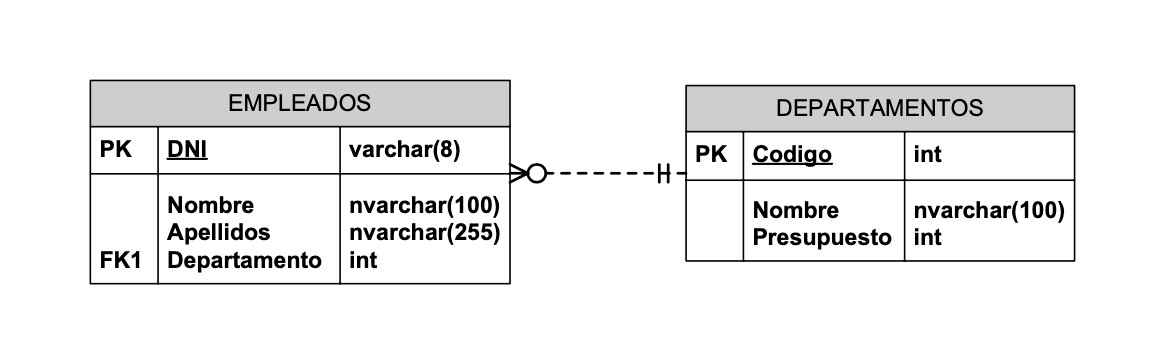 EMPLEADOS
PK DNI varchar(8)
Nombre nvarchar(100)
Apellidos nvarchar(255)
FK1 Departamento int
DEPARTAMENTOS
PK Codigo int
Nombre nvarchar(100)
Presupuesto int